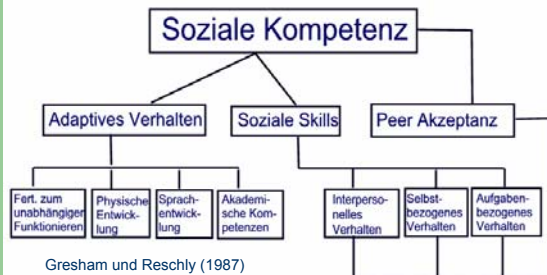 Soziale Kompetenz
Adaptives Verhalten
Soziale Skills
Peer Akzeptanz
Fert. zum
unabhängiger
Funktionieren
Physische
Entwick-
lung
Sprach-
entwick-
lung
Akademi-
sche Kom-
petenzen
Interperso-
nelles
Verhalten
Selbst-
bezogenes
Verhalten
Aufgaben-
bezogenes
Verhalten
Gresham und Reschly (1987)